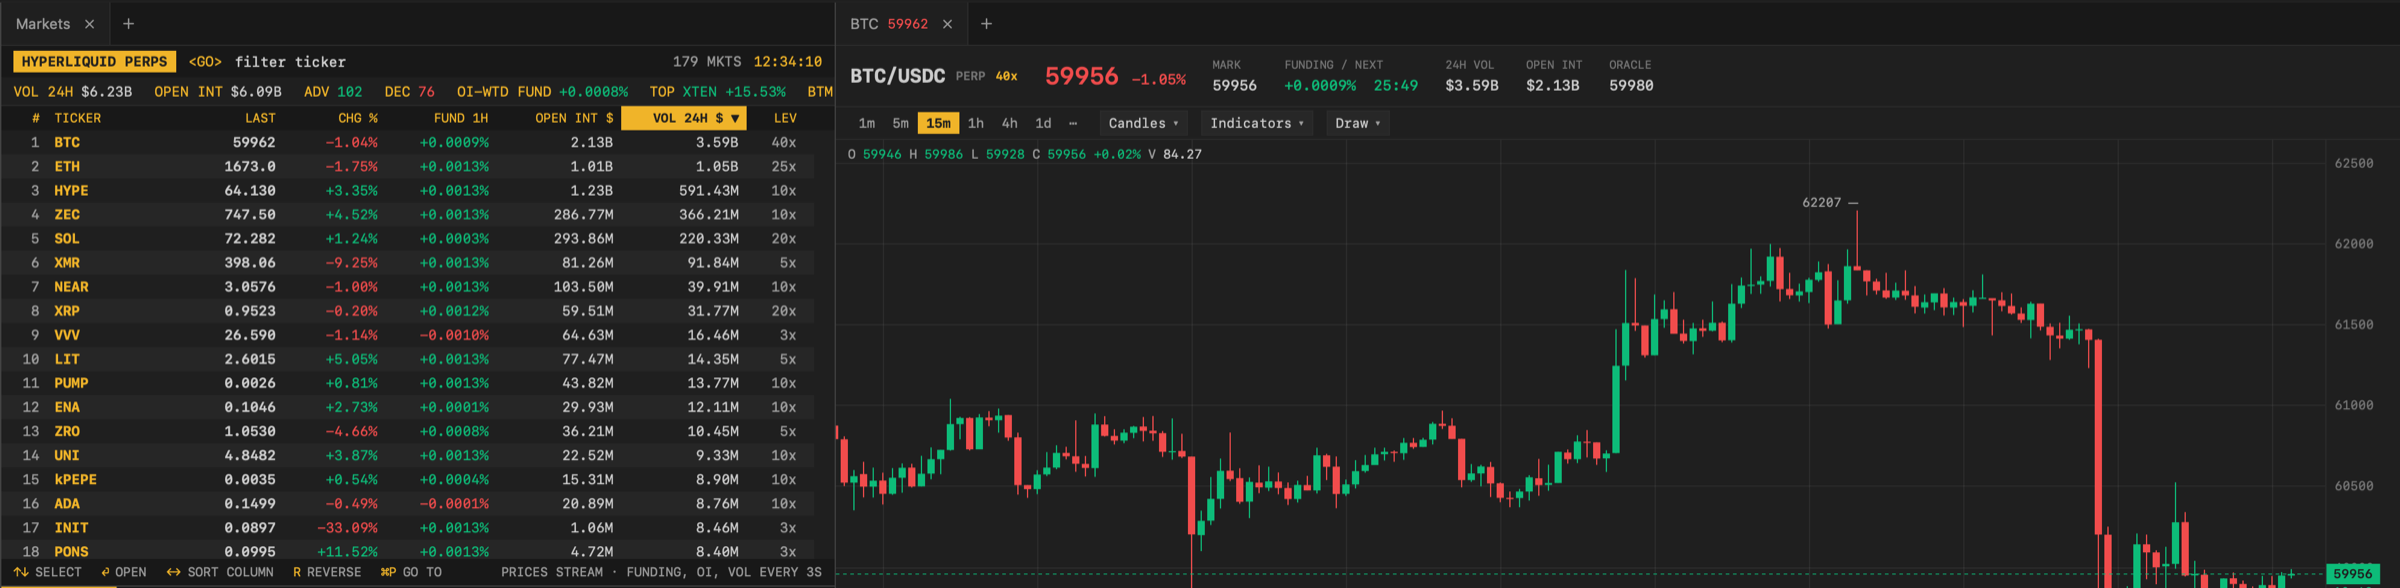 Markets × +
HYPERLIQUID PERPS <GO> filter ticker 179 MKTS 12:34:10
VOL 24H $6.23B OPEN INT $6.09B ADV 102 DEC 76 OI-WTD FUND +0.0008% TOP XTEN +15.53% BTM
# TICKER LAST CHG % FUND 1H OPEN INT $ VOL 24H $ ▼ LEV
1 BTC 59962 −1.04% +0.0009% 2.13B 3.59B 40x
2 ETH 1673.0 −1.75% +0.0013% 1.01B 1.05B 25x
3 HYPE 64.130 +3.35% +0.0013% 1.23B 591.43M 10x
4 ZEC 747.50 +4.52% +0.0013% 286.77M 366.21M 10x
5 SOL 72.282 +1.24% +0.0003% 293.86M 220.33M 20x
6 XMR 398.06 −9.25% +0.0013% 81.26M 91.84M 5x
7 NEAR 3.0576 −1.00% +0.0013% 103.50M 39.91M 10x
8 XRP 0.9523 −0.20% +0.0012% 59.51M 31.77M 20x
9 VVV 26.590 −1.14% −0.0010% 64.63M 16.46M 3x
10 LIT 2.6015 +5.05% +0.0013% 77.47M 14.35M 5x
11 PUMP 0.0026 +0.81% +0.0013% 43.82M 13.77M 10x
12 ENA 0.1046 +2.73% +0.0001% 29.93M 12.11M 10x
13 ZRO 1.0530 −4.66% +0.0008% 36.21M 10.45M 5x
14 UNI 4.8482 +3.87% +0.0013% 22.52M 9.33M 10x
15 kPEPE 0.0035 +0.54% +0.0004% 15.31M 8.90M 10x
16 ADA 0.1499 −0.49% −0.0001% 20.89M 8.76M 10x
17 INIT 0.0897 −33.09% +0.0013% 1.06M 8.46M 3x
18 PONS 0.0995 +11.52% +0.0013% 4.72M 8.40M 3x
↑↓ SELECT ↵ OPEN ↔ SORT COLUMN R REVERSE ⌘P GO TO PRICES STREAM · FUNDING, OI, VOL EVERY 3S
BTC 59962 × +
BTC/USDC PERP 40x 59956 −1.05%
MARK FUNDING / NEXT 24H VOL OPEN INT ORACLE
59956 +0.0009% 25:49 $3.59B $2.13B 59980
1m 5m 15m 1h 4h 1d ⋯ Candles ▾ Indicators ▾ Draw ▾
O 59946 H 59986 L 59928 C 59956 +0.02% V 84.27
62500
62207
62000
61500
61000
60500
59956